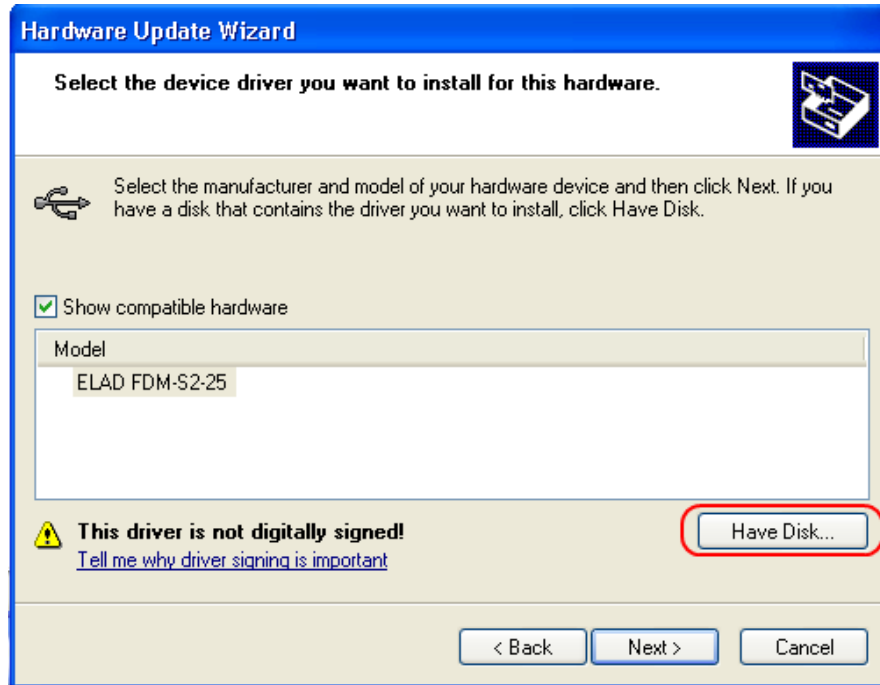 Hardware Update Wizard
Select the device driver you want to install for this hardware.
Select the manufacturer and model of your hardware device and then click Next. If you
have a disk that contains the driver you want to install, click Have Disk.
Show compatible hardware
Model
ELAD FDM-S2-25
This driver is not digitally signed!
Have Disk...
Tell me why driver signing is important
< Back
Next >
Cancel